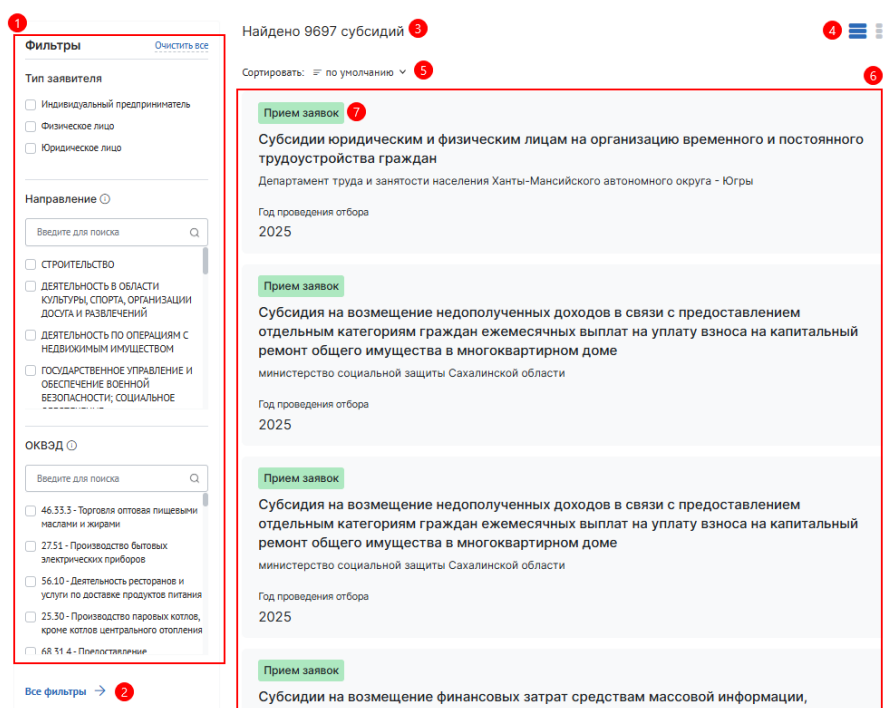 1
Фильтры
Очистить все
Тип заявителя
Индивидуальный предприниматель
Физическое лицо
Юридическое лицо
Направление
Введите для поиска
СТРОИТЕЛЬСТВО
ДЕЯТЕЛЬНОСТЬ В ОБЛАСТИ
КУЛЬТУРЫ, СПОРТА, ОРГАНИЗАЦИИ
ДОСУГА И РАЗВЛЕЧЕНИЙ
ДЕЯТЕЛЬНОСТЬ ПО ОПЕРАЦИЯМ С
НЕДВИЖИМЫМ ИМУЩЕСТВОМ
ГОСУДАРСТВЕННОЕ УПРАВЛЕНИЕ И
ОБЕСПЕЧЕНИЕ ВОЕННОЙ
БЕЗОПАСНОСТИ; СОЦИАЛЬНОЕ
ОКВЭД
Введите для поиска
46.33.3 - Торговля оптовая пищевыми
маслами и жирами
27.51 - Производство бытовых
электрических приборов
56.10 - Деятельность ресторанов и
услуги по доставке продуктов питания
25.30 - Производство паровых котлов,
кроме котлов центрального отопления
68.31.4 - Предоставление
Все фильтры → 2
Найдено 9697 субсидий 3
4
Сортировать: по умолчанию 5
6
Прием заявок 7
Субсидии юридическим и физическим лицам на организацию временного и постоянного
трудоустройства граждан
Департамент труда и занятости населения Ханты-Мансийского автономного округа - Югры
Год проведения отбора
2025
Прием заявок
Субсидия на возмещение недополученных доходов в связи с предоставлением
отдельным категориям граждан ежемесячных выплат на уплату взноса на капитальный
ремонт общего имущества в многоквартирном доме
министерство социальной защиты Сахалинской области
Год проведения отбора
2025
Прием заявок
Субсидия на возмещение недополученных доходов в связи с предоставлением
отдельным категориям граждан ежемесячных выплат на уплату взноса на капитальный
ремонт общего имущества в многоквартирном доме
министерство социальной защиты Сахалинской области
Год проведения отбора
2025
Прием заявок
Субсидии на возмещение финансовых затрат средствам массовой информации,